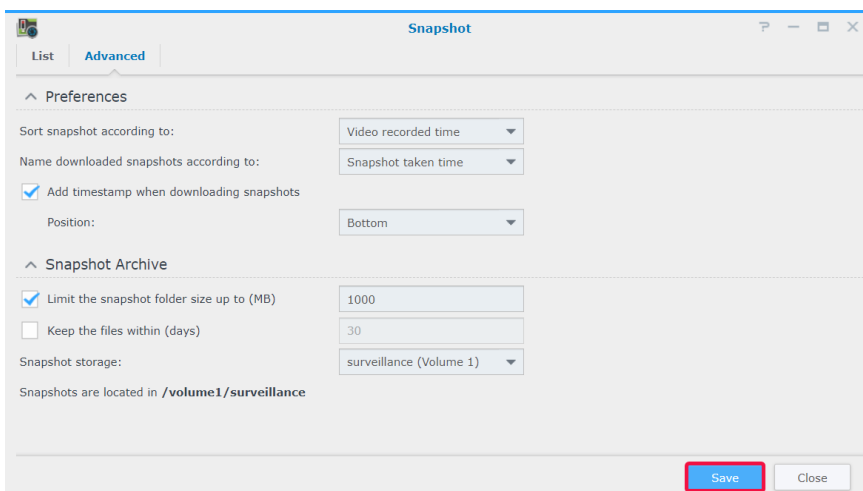 Snapshot
List Advanced
Preferences
Sort snapshot according to: Video recorded time
Name downloaded snapshots according to: Snapshot taken time
Add timestamp when downloading snapshots
Position: Bottom
Snapshot Archive
Limit the snapshot folder size up to (MB) 1000
Keep the files within (days) 30
Snapshot storage: surveillance (Volume 1)
Snapshots are located in /volume1/surveillance
Save Close